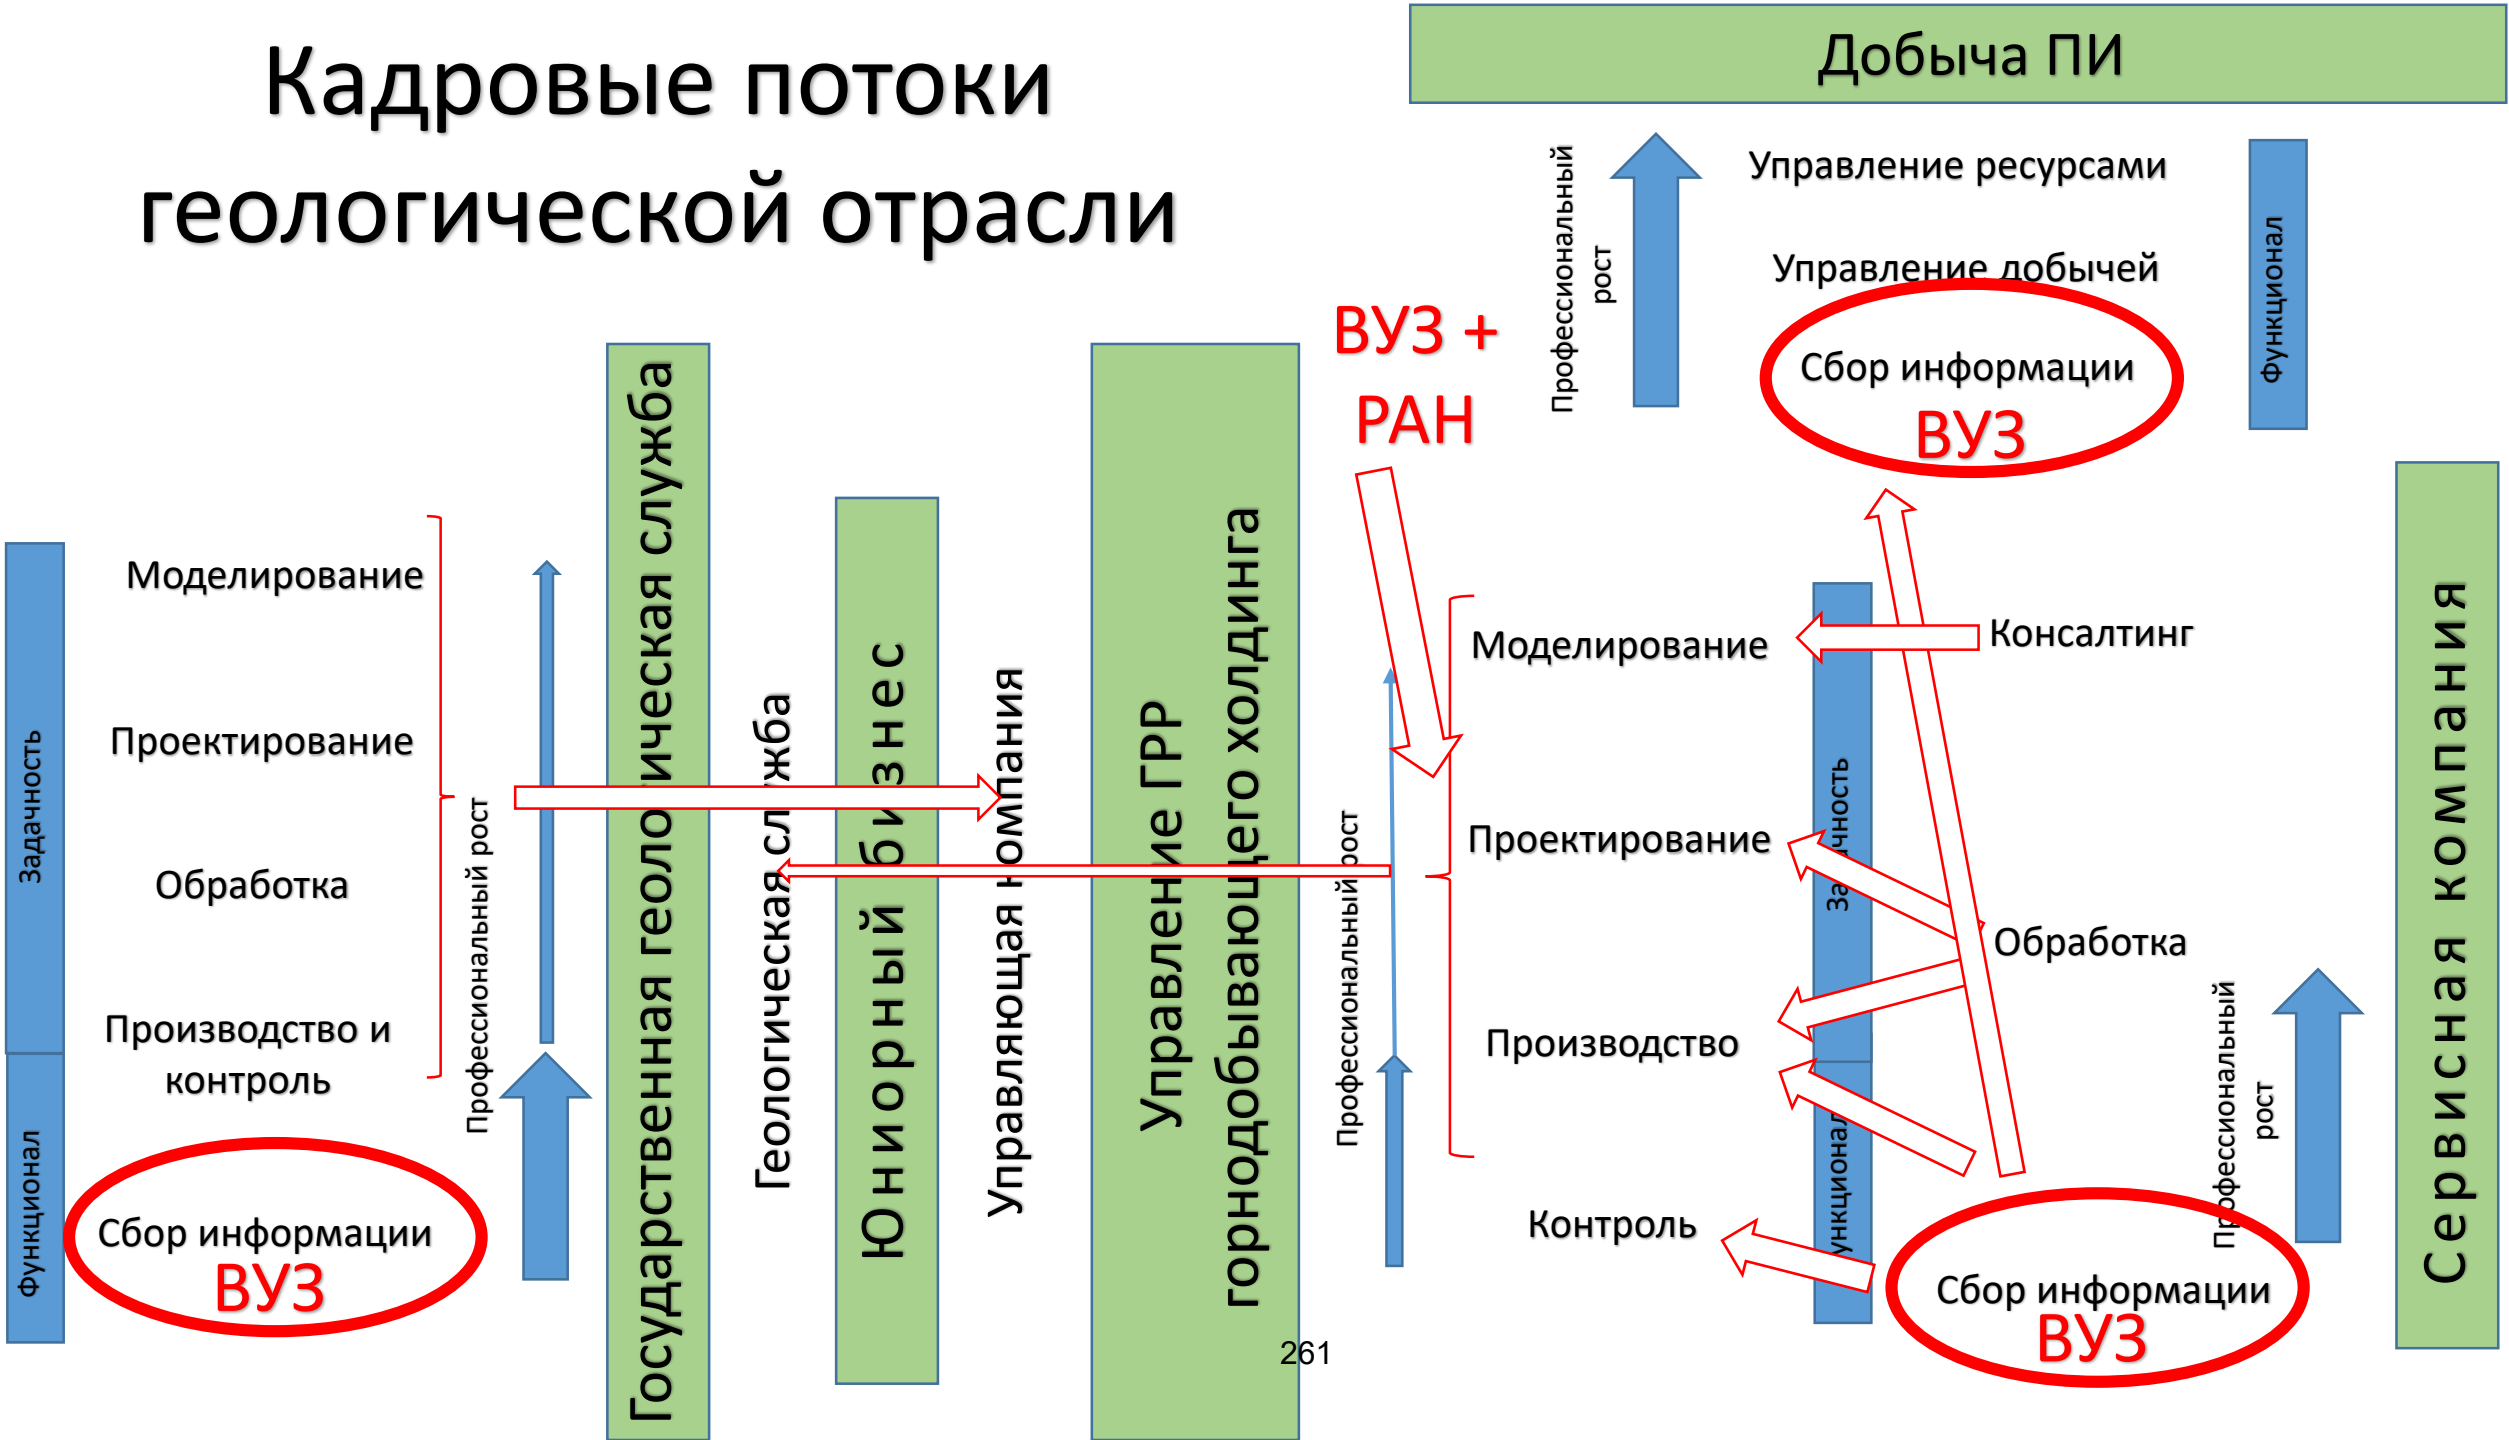 Кадровые потоки
геологической отрасли
Добыча ПИ
Профессиональный
рост
Управление ресурсами
Управление добычей
Сбор информации
ВУЗ
Функционал
ВУЗ +
РАН
Задачность
Функционал
Моделирование
Проектирование
Обработка
Производство и
контроль
Сбор информации
ВУЗ
Профессиональный рост
Государственная геологическая служба
Геологическая служба
Юниорный бизнес
Управляющая компания
Управление ГРР
горнодобывающего холдинга
Профессиональный рост
Моделирование
Проектирование
Производство
Контроль
Задачность
Функционал
Консалтинг
Обработка
Сбор информации
ВУЗ
Профессиональный
рост
Сервисная компания
261